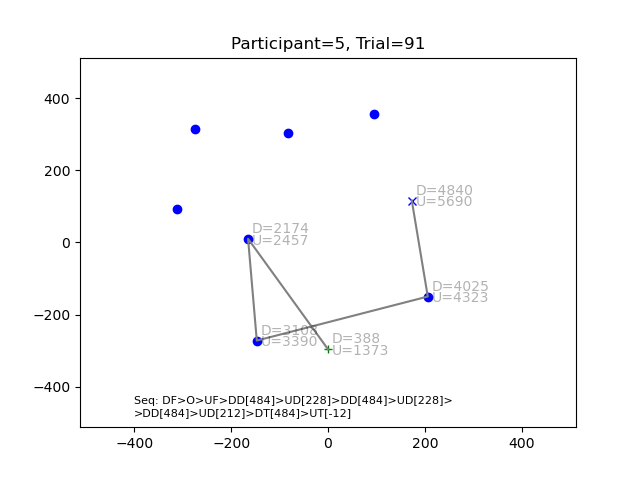 Participant=5, Trial=91
400
200
0
−200
−400
D=4840
U=5690
D=2174
U=2457
D=4025
U=4323
D=3108
U=3390
D=388
U=1373
Seq: DF>O>UF>DD[484]>UD[228]>DD[484]>UD[228]>
>DD[484]>UD[212]>DT[484]>UT[-12]
−400 −200 0 200 400